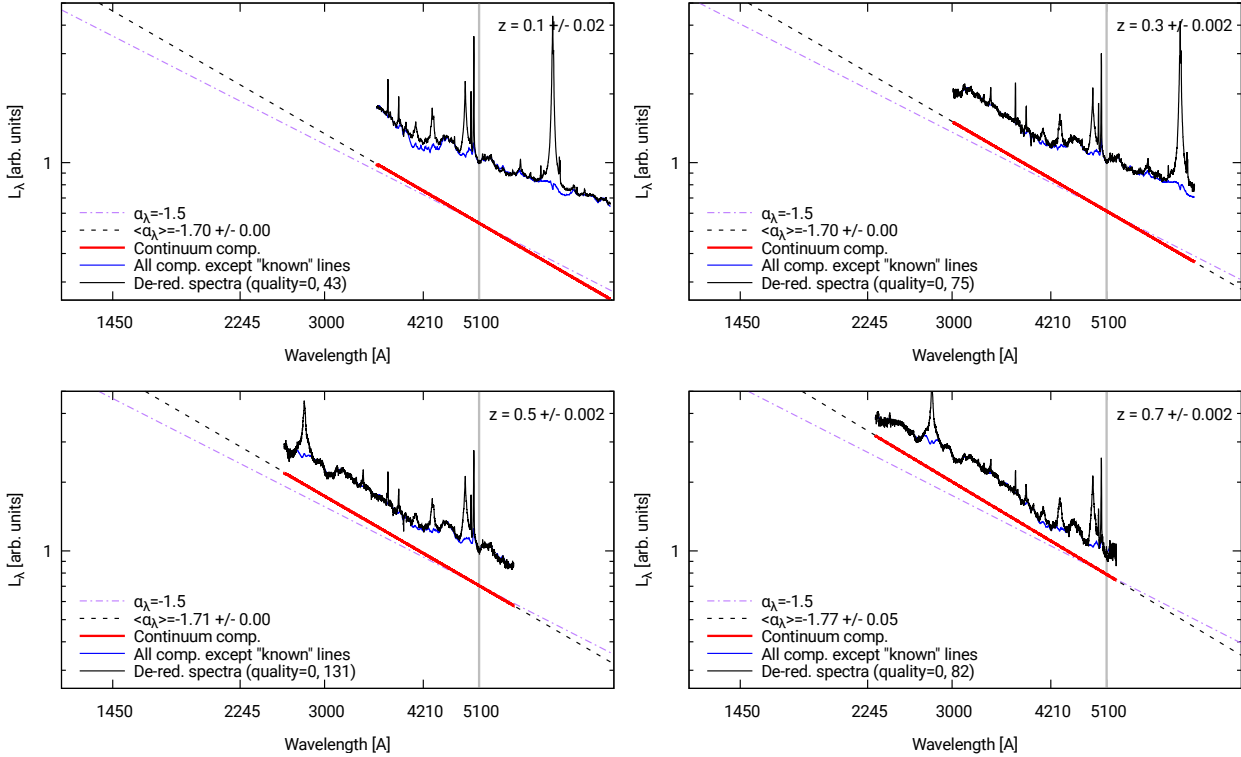 z = 0.1 +/- 0.02
L_λ [arb. units]
1
α_λ=-1.5
<α_λ>=-1.70 +/- 0.00
Continuum comp.
All comp. except "known" lines
De-red. spectra (quality=0, 43)
1450 2245 3000 4210 5100
Wavelength [A]
z = 0.3 +/- 0.002
L_λ [arb. units]
1
α_λ=-1.5
<α_λ>=-1.70 +/- 0.00
Continuum comp.
All comp. except "known" lines
De-red. spectra (quality=0, 75)
1450 2245 3000 4210 5100
Wavelength [A]
z = 0.5 +/- 0.002
L_λ [arb. units]
1
α_λ=-1.5
<α_λ>=-1.71 +/- 0.00
Continuum comp.
All comp. except "known" lines
De-red. spectra (quality=0, 131)
1450 2245 3000 4210 5100
Wavelength [A]
z = 0.7 +/- 0.002
L_λ [arb. units]
1
α_λ=-1.5
<α_λ>=-1.77 +/- 0.05
Continuum comp.
All comp. except "known" lines
De-red. spectra (quality=0, 82)
1450 2245 3000 4210 5100
Wavelength [A]